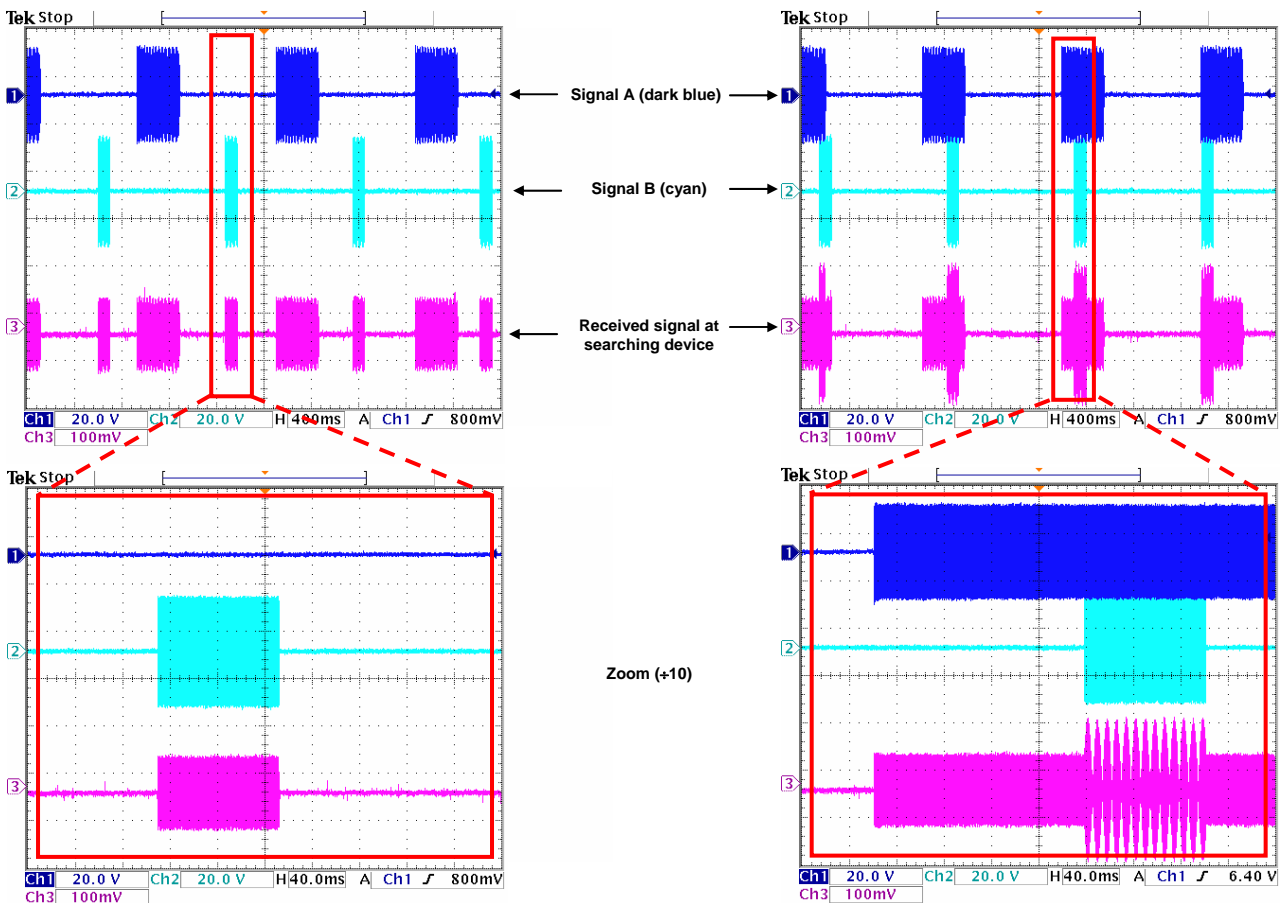 Tek Stop
Tek Stop
1
Signal A (dark blue)
1
2
Signal B (cyan)
2
3
Received signal at
searching device
3
Ch1 20.0 V Ch2 20.0 V H 400ms A Ch1 800mV
Ch3 100mV
Ch1 20.0 V Ch2 20.0 V H 400ms A Ch1 800mV
Ch3 100mV
Tek Stop
Tek Stop
1
1
2
2
Zoom (÷10)
3
3
Ch1 20.0 V Ch2 20.0 V H 40.0ms A Ch1 800mV
Ch3 100mV
Ch1 20.0 V Ch2 20.0 V H 40.0ms A Ch1 6.40 V
Ch3 100mV